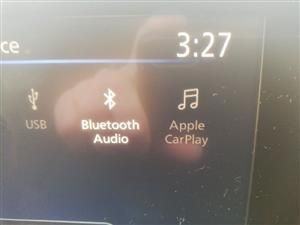 ce
3:27
USB
Bluetooth
Audio
Apple
CarPlay